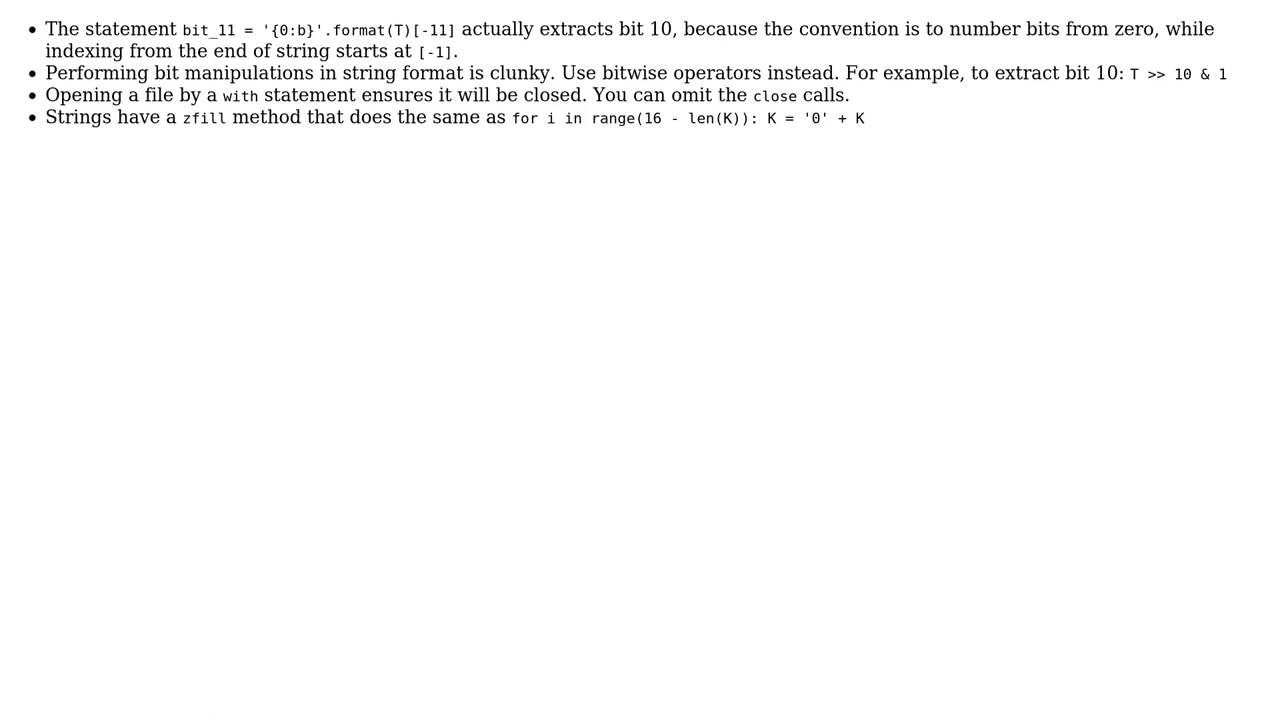 • The statement bit_11 = '{0:b}'.format(T)[-11] actually extracts bit 10, because the convention is to number bits from zero, while
indexing from the end of string starts at [-1].
• Performing bit manipulations in string format is clunky. Use bitwise operators instead. For example, to extract bit 10: T >> 10 & 1
• Opening a file by a with statement ensures it will be closed. You can omit the close calls.
• Strings have a zfill method that does the same as for i in range(16 - len(K)): K = '0' + K